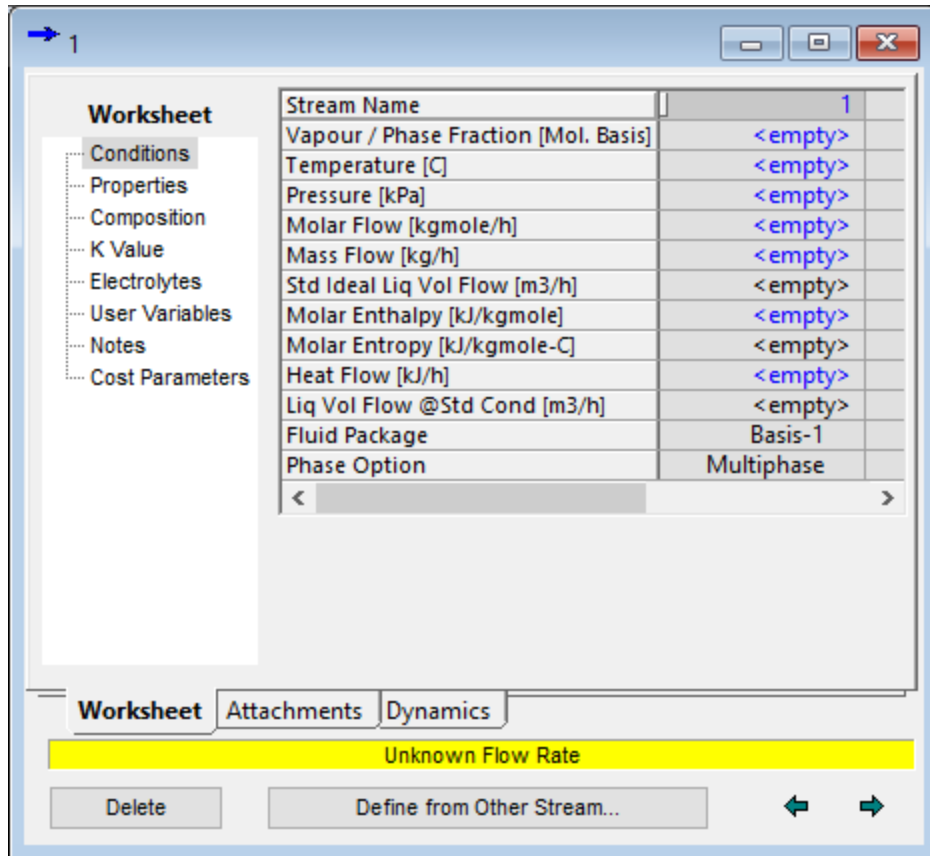 1
Worksheet
Conditions
Properties
Composition
K Value
Electrolytes
User Variables
Notes
Cost Parameters
Stream Name 1
Vapour / Phase Fraction [Mol. Basis] <empty>
Temperature [C] <empty>
Pressure [kPa] <empty>
Molar Flow [kgmole/h] <empty>
Mass Flow [kg/h] <empty>
Std Ideal Liq Vol Flow [m3/h] <empty>
Molar Enthalpy [kJ/kgmole] <empty>
Molar Entropy [kJ/kgmole-C] <empty>
Heat Flow [kJ/h] <empty>
Liq Vol Flow @Std Cond [m3/h] <empty>
Fluid Package Basis-1
Phase Option Multiphase
Worksheet Attachments Dynamics
Unknown Flow Rate
Delete Define from Other Stream...